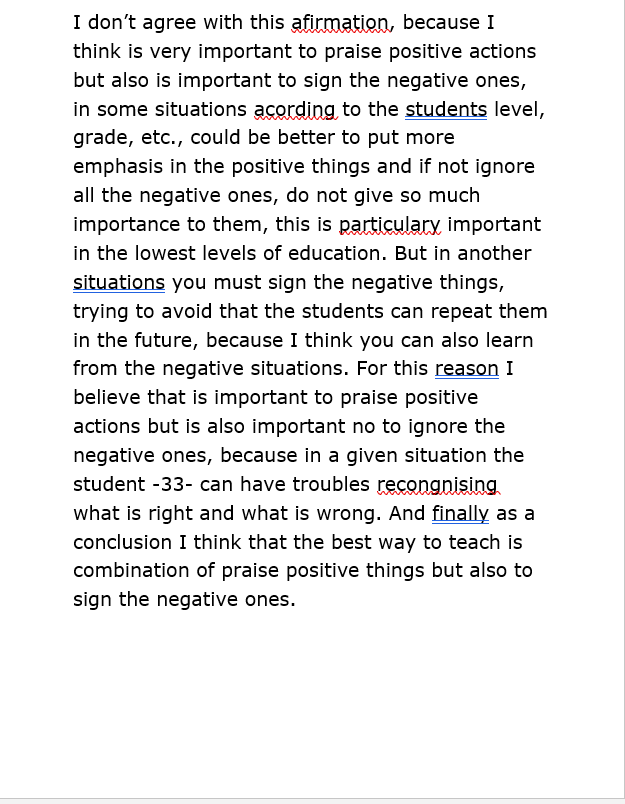 I don’t agree with this afirmation, because I
think is very important to praise positive actions
but also is important to sign the negative ones,
in some situations acording to the students level,
grade, etc., could be better to put more
emphasis in the positive things and if not ignore
all the negative ones, do not give so much
importance to them, this is particulary important
in the lowest levels of education. But in another
situations you must sign the negative things,
trying to avoid that the students can repeat them
in the future, because I think you can also learn
from the negative situations. For this reason I
believe that is important to praise positive
actions but is also important no to ignore the
negative ones, because in a given situation the
student -33- can have troubles recongnising
what is right and what is wrong. And finally as a
conclusion I think that the best way to teach is
combination of praise positive things but also to
sign the negative ones.